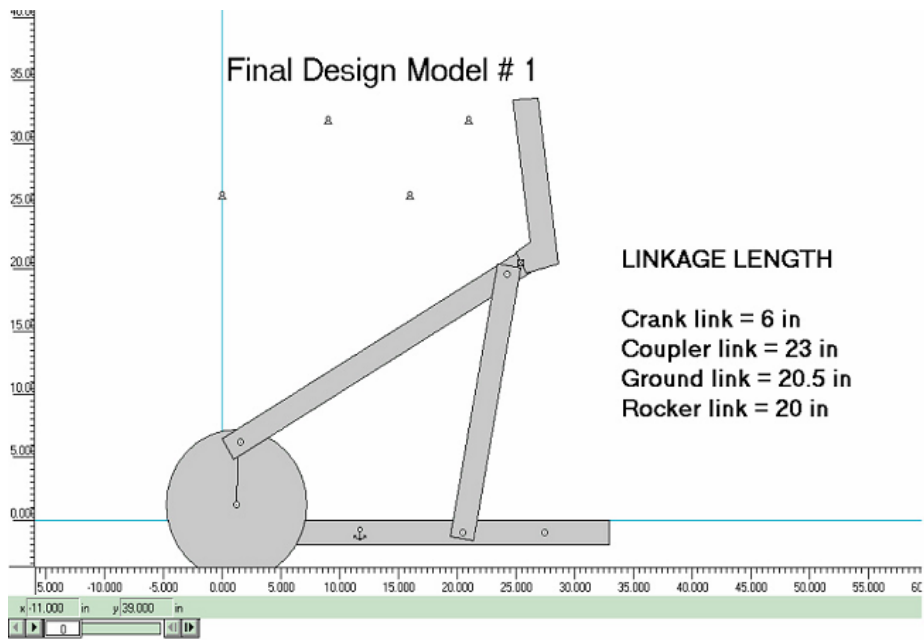 40.00
Final Design Model # 1
35.00
30.00
25.00
20.00
15.00
10.00
5.000
0.000
LINKAGE LENGTH
Crank link = 6 in
Coupler link = 23 in
Ground link = 20.5 in
Rocker link = 20 in
5.000 -10.000 -5.000 0.000 5.000 10.000 15.000 20.000 25.000 30.000 35.000 40.000 45.000 50.000 55.000 60
x -11.000 in y 39.000 in
0